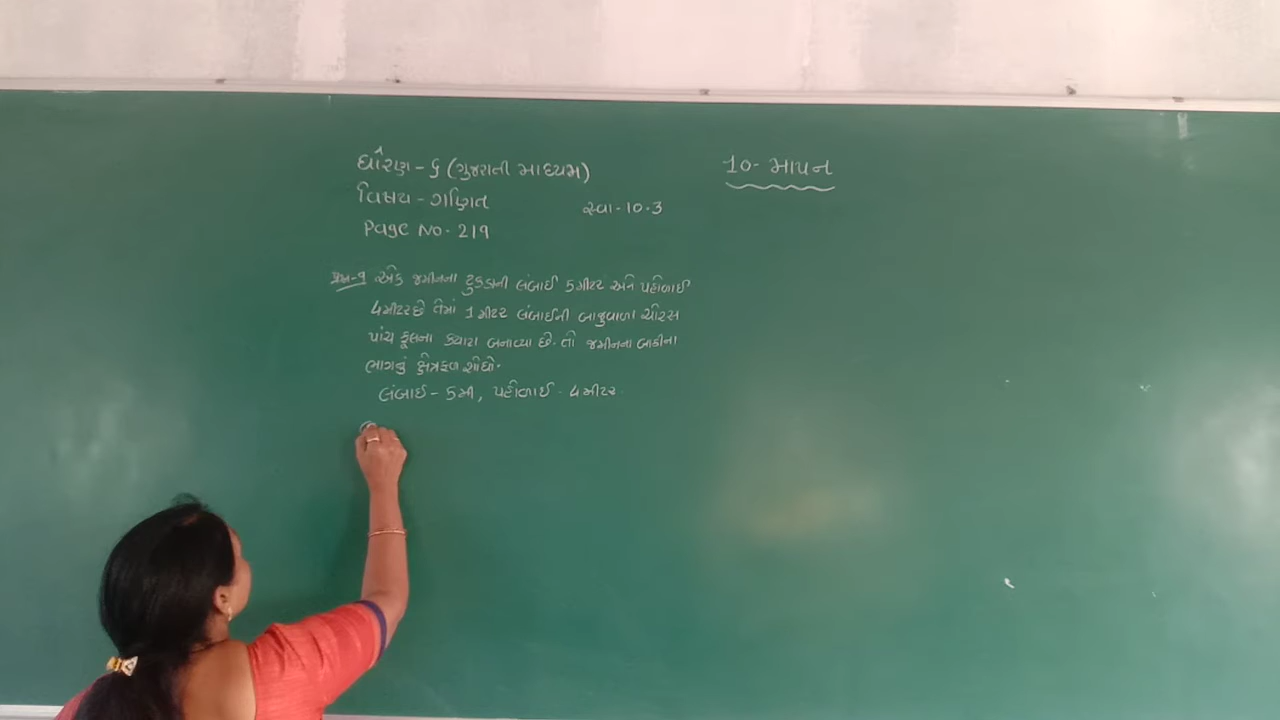 ધોરણ - ૬ (ગુજરાતી માધ્યમ)
10 - માપન
વિષય - ગણિત
સ્વા - 10.3
Page No. 219
પ્રશ્ન-૧ એક જમીનના ટુકડાની લંબાઈ 5 મીટર અને પહોળાઈ
4 મીટર છે તેમાં 1 મીટર લંબાઈની બાજુવાળા ચોરસ
પાંચ ફૂલના ક્યારા બનાવ્યા છે. તો જમીનના બાકીના
ભાગનું ક્ષેત્રફળ શોધો.
લંબાઈ - 5મી, પહોળાઈ - 4 મીટર